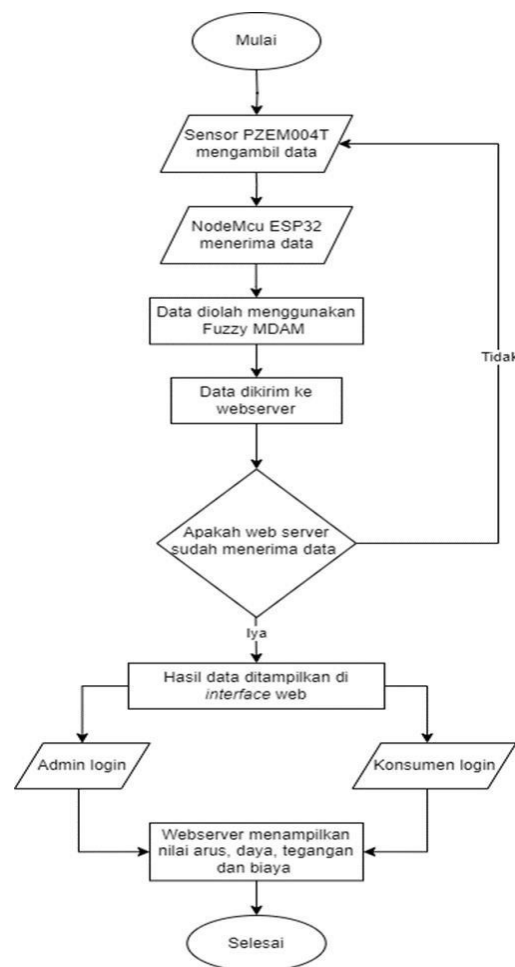 Mulai
Sensor PZEM004T
mengambil data
NodeMcu ESP32
menerima data
Data diolah menggunakan
Fuzzy MDAM
Tidak
Data dikirim ke
webserver
Apakah web server
sudah menerima data
Iya
Hasil data ditampilkan di
interface web
Admin login
Konsumen login
Webserver menampilkan
nilai arus, daya, tegangan
dan biaya
Selesai